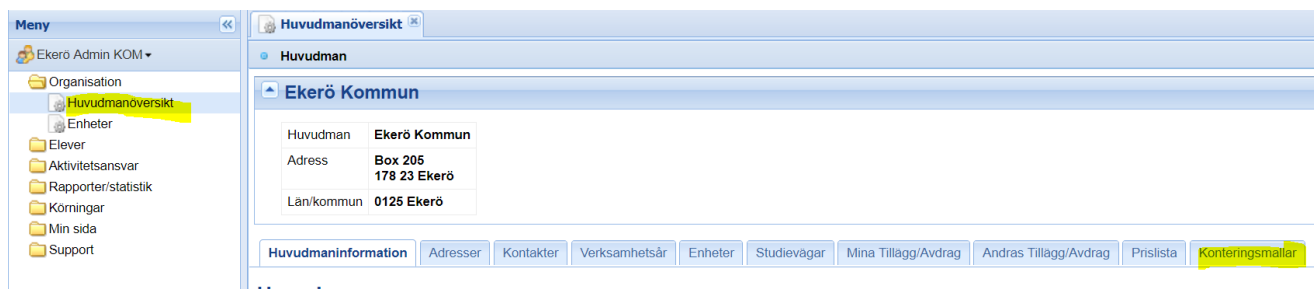 Meny
Ekerö Admin KOM
Organisation
Huvudmanöversikt
Enheter
Elever
Aktivitetsansvar
Rapporter/statistik
Körningar
Min sida
Support
Huvudmanöversikt
Huvudman
Ekerö Kommun
Huvudman Ekerö Kommun
Adress Box 205
178 23 Ekerö
Län/kommun 0125 Ekerö
Huvudmaninformation Adresser Kontakter Verksamhetsår Enheter Studievägar Mina Tillägg/Avdrag Andras Tillägg/Avdrag Prislista Konteringsmallar